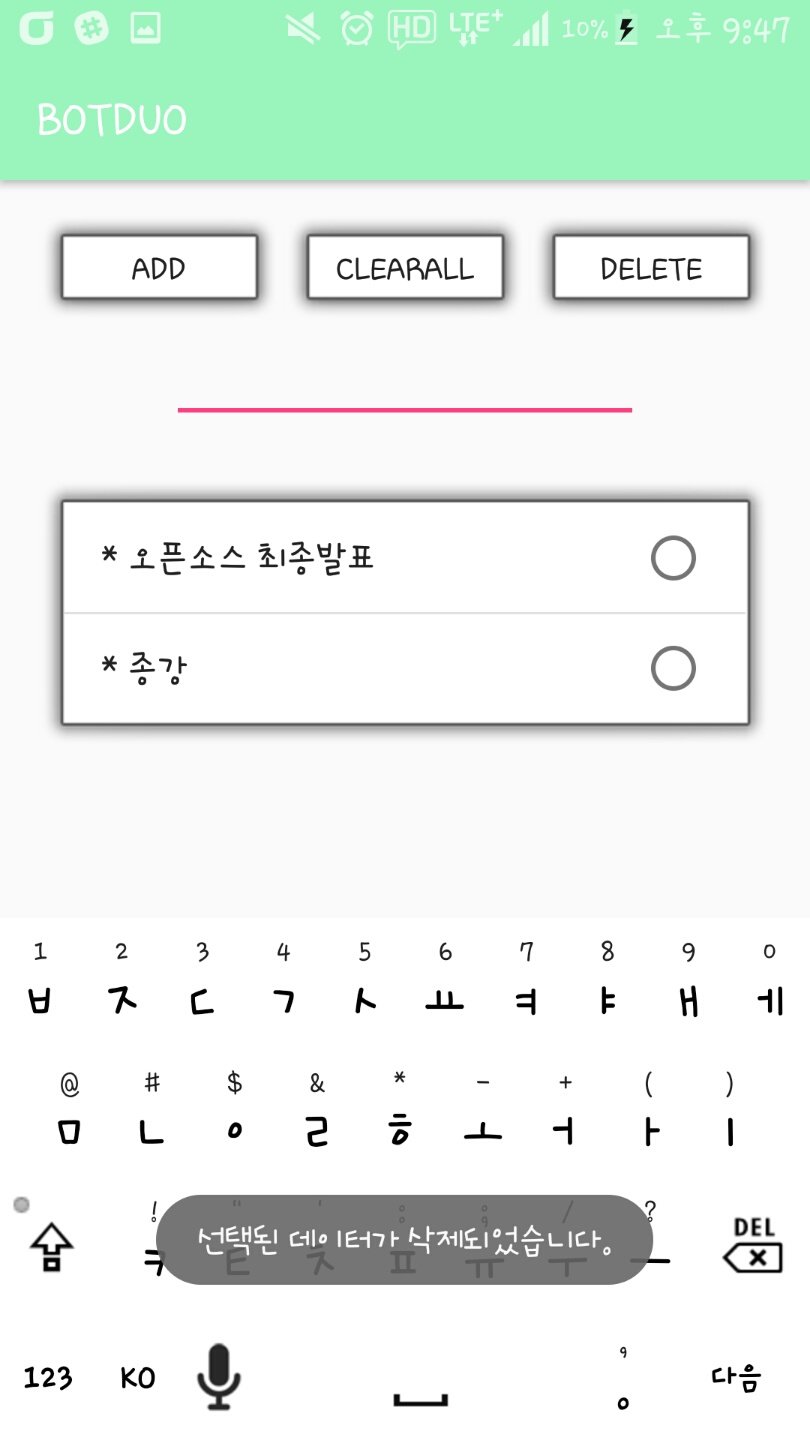 HD LTE+ 10% 오후 9:47
BOTDUO
ADD CLEARALL DELETE
* 오픈소스 최종발표
* 종강
1 2 3 4 5 6 7 8 9 0
ㅂ ㅈ ㄷ ㄱ ㅅ ㅛ ㅕ ㅑ ㅐ ㅔ
@ # $ & * - + ( )
ㅁ ㄴ ㅇ ㄹ ㅎ ㅗ ㅓ ㅏ ㅣ
! " ' : ; / ?
DEL
선택된 데이터가 삭제되었습니다.
ㅋ ㅌ ㅊ ㅍ ㅠ ㅜ ㅡ
,
123 KO 다음